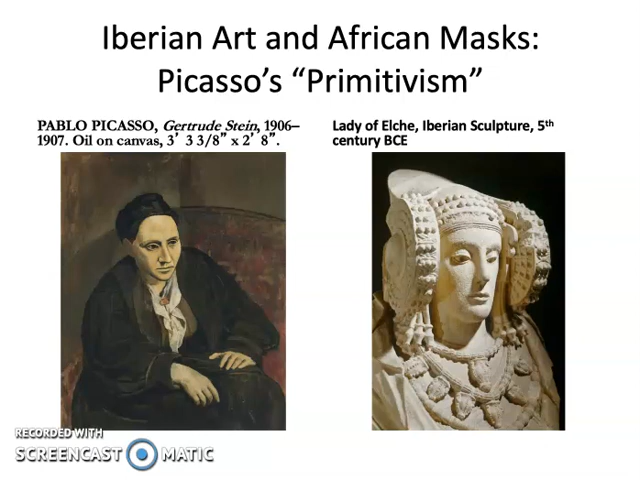 Iberian Art and African Masks:
Picasso’s “Primitivism”
PABLO PICASSO, Gertrude Stein, 1906–
1907. Oil on canvas, 3’ 3 3/8” x 2’ 8”.
Lady of Elche, Iberian Sculpture, 5th
century BCE
RECORDED WITH
SCREENCAST MATIC